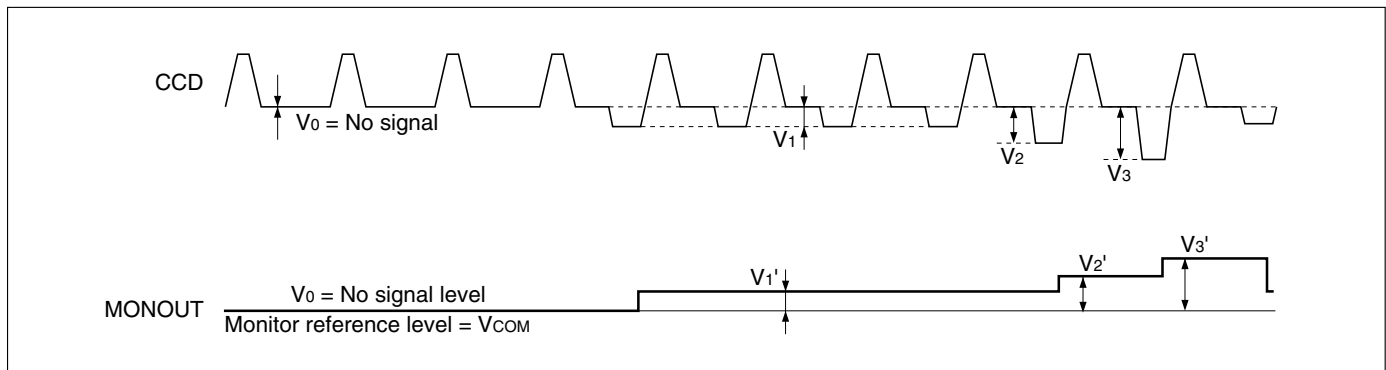 CCD
V0 = No signal
V1
V2
V3
MONOUT
V0 = No signal level
V1'
V2'
V3'
Monitor reference level = VCOM